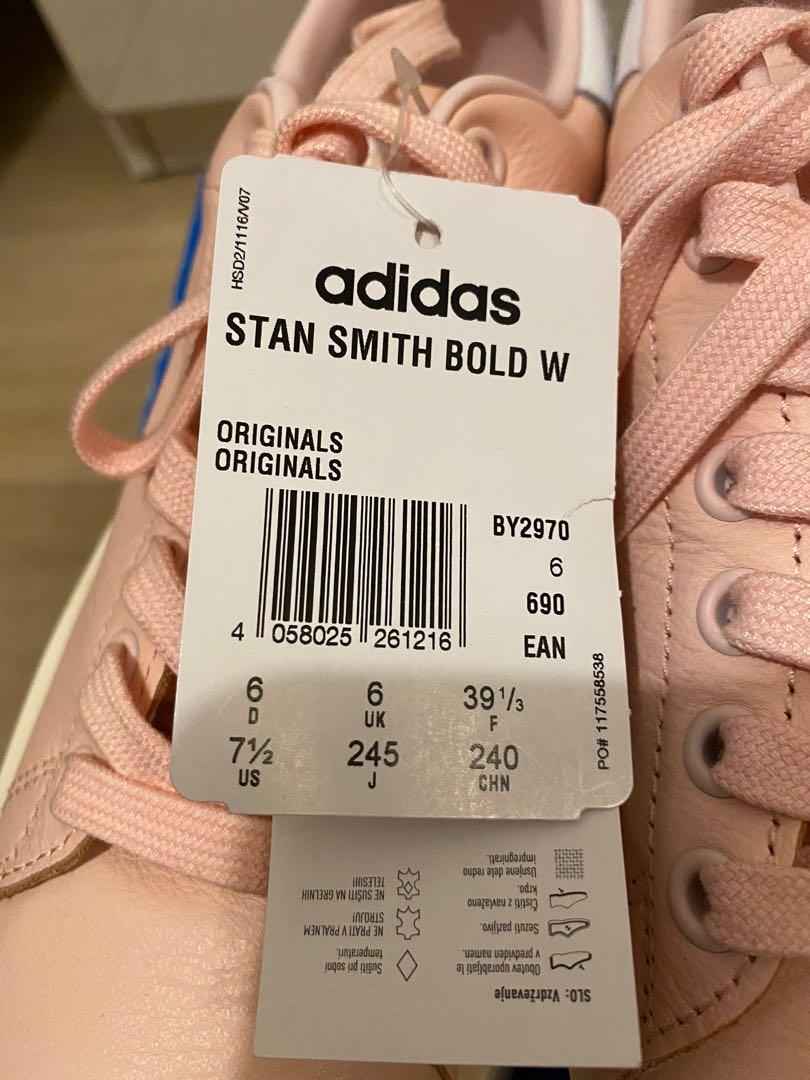 HSD2/1116/V07
adidas
STAN SMITH BOLD W
ORIGINALS
ORIGINALS
BY2970
6
690
EAN
4 058025 261216
6 6 39 1/3
D UK F
7½ 245 240
US J CHN
PO# 117558538
SLO: Vzdrževanje
Obutev uporabljajte
v predviden namen.
Sezuti pazljivo.
Čistiti z navlaženo
krpo.
Usnjene dele redno
impregnirati.
Sušiti pri sobni
temperaturi.
NE PRATI V PRALNEM
STROJU!
NE SUŠITI NA GRELNIH
TELESIH!